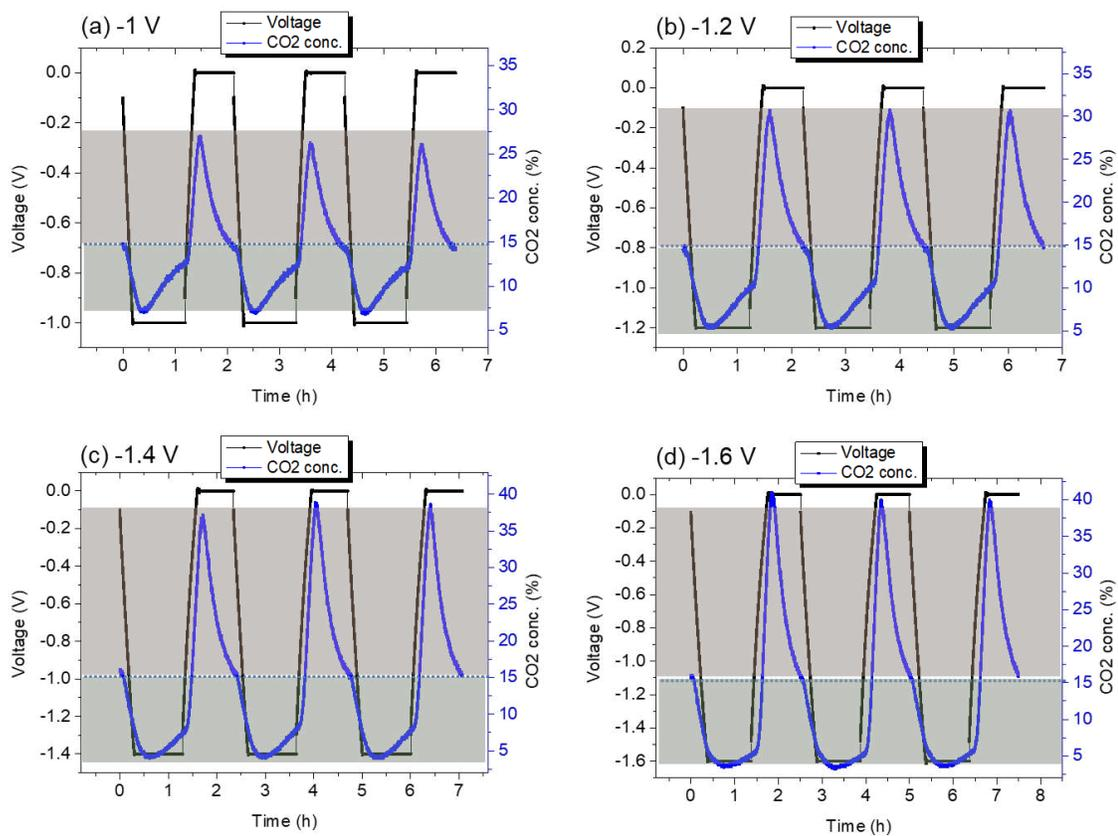 (a) -1 V
Voltage
CO2 conc.
0.0
-0.2
-0.4
-0.6
-0.8
-1.0
Voltage (V)
35
30
25
20
15
10
5
CO2 conc. (%)
0 1 2 3 4 5 6 7
Time (h)
(b) -1.2 V
Voltage
CO2 conc.
0.2
0.0
-0.2
-0.4
-0.6
-0.8
-1.0
-1.2
Voltage (V)
35
30
25
20
15
10
5
CO2 conc. (%)
0 1 2 3 4 5 6 7
Time (h)
(c) -1.4 V
Voltage
CO2 conc.
0.0
-0.2
-0.4
-0.6
-0.8
-1.0
-1.2
-1.4
Voltage (V)
40
35
30
25
20
15
10
5
CO2 conc. (%)
0 1 2 3 4 5 6 7
Time (h)
(d) -1.6 V
Voltage
CO2 conc.
0.0
-0.2
-0.4
-0.6
-0.8
-1.0
-1.2
-1.4
-1.6
Voltage (V)
40
35
30
25
20
15
10
5
CO2 conc. (%)
0 1 2 3 4 5 6 7 8
Time (h)